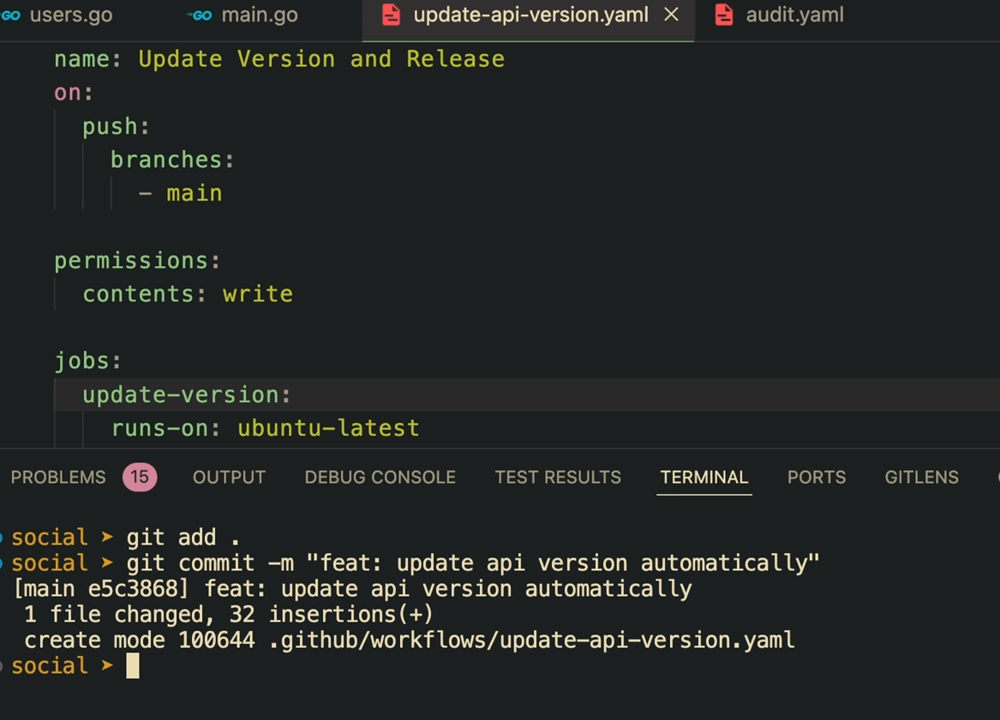 GO users.go GO main.go update-api-version.yaml × audit.yaml
name: Update Version and Release
on:
push:
branches:
- main
permissions:
contents: write
jobs:
update-version:
runs-on: ubuntu-latest
PROBLEMS 15 OUTPUT DEBUG CONSOLE TEST RESULTS TERMINAL PORTS GITLENS
social ➤ git add .
social ➤ git commit -m "feat: update api version automatically"
[main e5c3868] feat: update api version automatically
1 file changed, 32 insertions(+)
create mode 100644 .github/workflows/update-api-version.yaml
social ➤